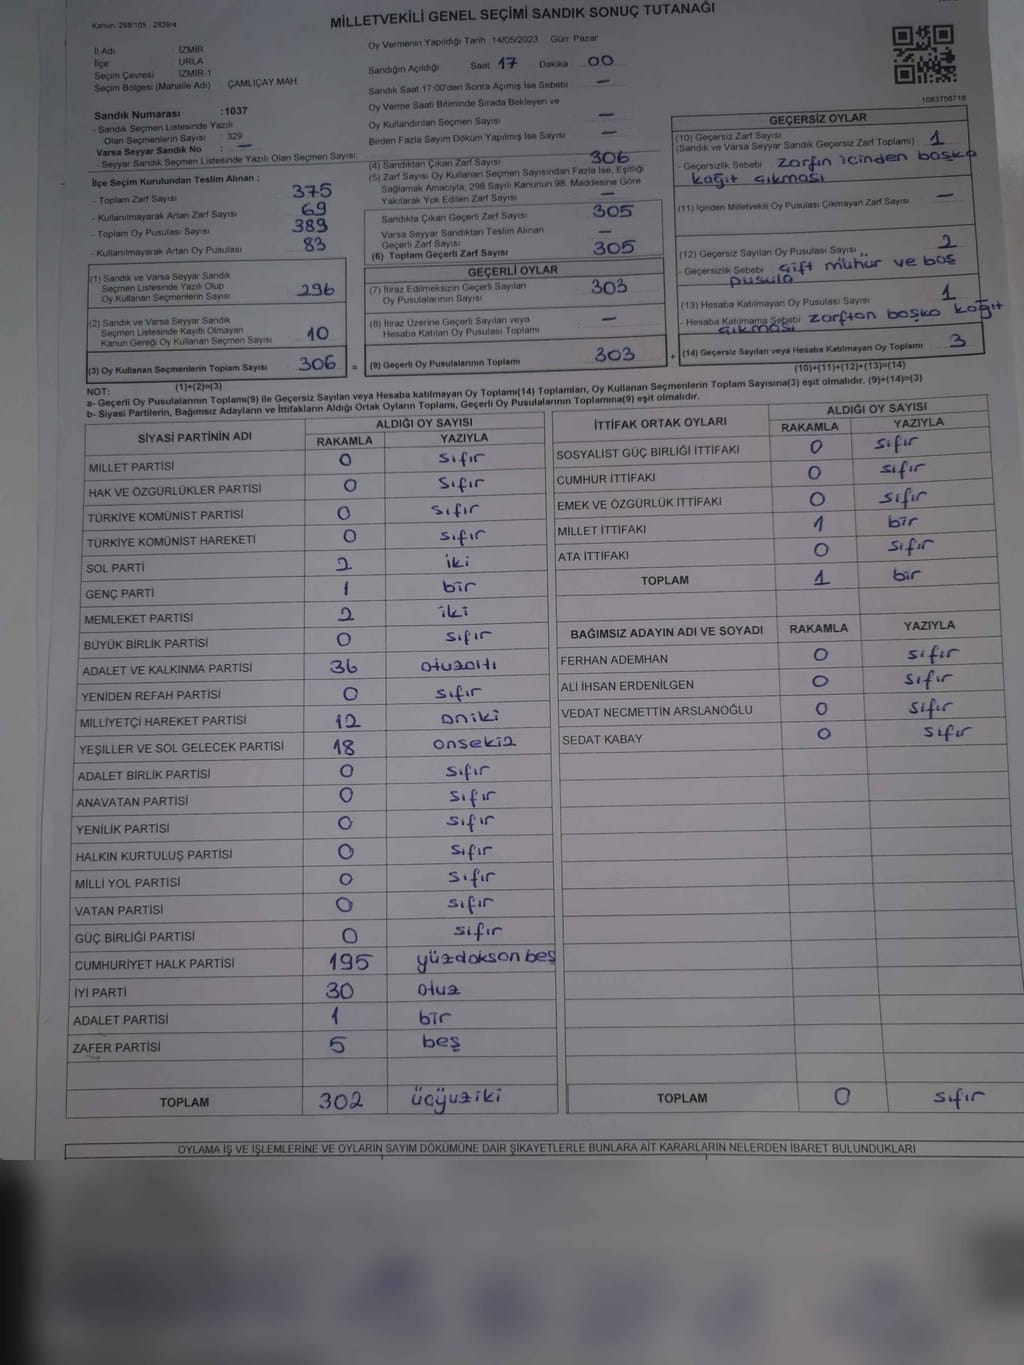 Kanun; 298/105 , 2839/4
MİLLETVEKİLİ GENEL SEÇİMİ SANDIK SONUÇ TUTANAĞI
İl Adı : İZMİR
İlçe : URLA
Seçim Çevresi : İZMİR-1
Seçim Bölgesi (Mahalle Adı) : ÇAMLIÇAY MAH
Oy Vermenin Yapıldığı Tarih :14/05/2023 Gün: Pazar
Sandığın Açıldığı Saat 17 Dakika 00
Sandık Saat 17:00'den Sonra Açımış İse Sebebi —
Oy Verme Saati Bitiminde Sırada Bekleyen ve
Oy Kullandırılan Seçmen Sayısı —
Birden Fazla Sayım Döküm Yapılmış İse Sayısı —
1083756718
Sandık Numarası :1037
- Sandık Seçmen Listesinde Yazılı
Olan Seçmenlerin Sayısı 329
Varsa Seyyar Sandık No : —
- Seyyar Sandık Seçmen Listesinde Yazılı Olan Seçmen Sayısı:
İlçe Seçim Kurulundan Teslim Alınan ;
- Toplam Zarf Sayısı 375
- Kullanılmayarak Artan Zarf Sayısı 69
- Toplam Oy Pusulası Sayısı 389
- Kullanılmayarak Artan Oy Pusulası 83
(1) Sandık ve Varsa Seyyar Sandık
Seçmen Listesinde Yazılı Olup
Oy Kullanan Seçmenlerin Sayısı 296
(2) Sandık ve Varsa Seyyar Sandık
Seçmen Listesinde Kayıtlı Olmayan
Kanun Gereği Oy Kullanan Seçmen Sayısı 10
(3) Oy Kullanan Seçmenlerin Toplam Sayısı 306
(1)+(2)=(3)
(4) Sandıktan Çıkan Zarf Sayısı 306
(5) Zarf Sayısı Oy Kullanan Seçmen Sayısından Fazla İse, Eşitliği
Sağlamak Amacıyla, 298 Sayılı Kanunun 98. Maddesine Göre
Yakılarak Yok Edilen Zarf Sayısı —
Sandıkta Çıkan Geçerli Zarf Sayısı 305
Varsa Seyyar Sandıktan Teslim Alınan
Geçerli Zarf Sayısı —
(6) Toplam Geçerli Zarf Sayısı 305
GEÇERLİ OYLAR
(7) İtiraz Edilmeksizin Geçerli Sayılan
Oy Pusulalarının Sayısı 303
(8) İtiraz Üzerine Geçerli Sayılan veya
Hesaba Katılan Oy Pusulası Toplamı —
= (9) Geçerli Oy Pusulalarının Toplamı 303
GEÇERSİZ OYLAR
(10) Geçersiz Zarf Sayısı
(Sandık ve Varsa Seyyar Sandık Geçersiz Zarf Toplamı) : 1
- Geçersizlik Sebebi zarfın içinden başka
kağıt çıkması
(11) İçinden Milletvekili Oy Pusulası Çıkmayan Zarf Sayısı —
(12) Geçersiz Sayılan Oy Pusulası Sayısı 2
- Geçersizlik Sebebi çift mühür ve boş
pusula
(13) Hesaba Katılmayan Oy Pusulası Sayısı 1
- Hesaba Katılmama Sebebi zarftan başka kağıt
çıkması
+ (14) Geçersiz Sayılan veya Hesaba Katılmayan Oy Toplamı 3
(10)+(11)+(12)+(13)=(14)
NOT:
a- Geçerli Oy Pusulalarının Toplamı(9) ile Geçersiz Sayılan veya Hesaba katılmayan Oy Toplamı(14) Toplamları, Oy Kullanan Seçmenlerin Toplam Sayısına(3) eşit olmalıdır. (9)+(14)=(3)
b- Siyasi Partilerin, Bağımsız Adayların ve İttifakların Aldığı Ortak Oyların Toplamı, Geçerli Oy Pusulalarının Toplamına(9) eşit olmalıdır.
SİYASİ PARTİNİN ADI ALDIĞI OY SAYISI
RAKAMLA YAZIYLA
MİLLET PARTİSİ 0 sıfır
HAK VE ÖZGÜRLÜKLER PARTİSİ 0 sıfır
TÜRKİYE KOMÜNİST PARTİSİ 0 sıfır
TÜRKİYE KOMÜNİST HAREKETİ 0 sıfır
SOL PARTİ 2 iki
GENÇ PARTİ 1 bir
MEMLEKET PARTİSİ 2 iki
BÜYÜK BİRLİK PARTİSİ 0 sıfır
ADALET VE KALKINMA PARTİSİ 36 otuzaltı
YENİDEN REFAH PARTİSİ 0 sıfır
MİLLİYETÇİ HAREKET PARTİSİ 12 oniki
YEŞİLLER VE SOL GELECEK PARTİSİ 18 onsekiz
ADALET BİRLİK PARTİSİ 0 sıfır
ANAVATAN PARTİSİ 0 sıfır
YENİLİK PARTİSİ 0 sıfır
HALKIN KURTULUŞ PARTİSİ 0 sıfır
MİLLİ YOL PARTİSİ 0 sıfır
VATAN PARTİSİ 0 sıfır
GÜÇ BİRLİĞİ PARTİSİ 0 sıfır
CUMHURİYET HALK PARTİSİ 195 yüzdokson beş
İYİ PARTİ 30 otuz
ADALET PARTİSİ 1 bir
ZAFER PARTİSİ 5 beş
TOPLAM 302 üçyuziki
İTTİFAK ORTAK OYLARI ALDIĞI OY SAYISI
RAKAMLA YAZIYLA
SOSYALİST GÜÇ BİRLİĞİ İTTİFAKI 0 sıfır
CUMHUR İTTİFAKI 0 sıfır
EMEK VE ÖZGÜRLÜK İTTİFAKI 0 sıfır
MİLLET İTTİFAKI 1 bir
ATA İTTİFAKI 0 sıfır
TOPLAM 1 bir
BAĞIMSIZ ADAYIN ADI VE SOYADI RAKAMLA YAZIYLA
FERHAN ADEMHAN 0 sıfır
ALİ İHSAN ERDENİLGEN 0 sıfır
VEDAT NECMETTİN ARSLANOĞLU 0 sıfır
SEDAT KABAY 0 sıfır
TOPLAM 0 sıfır
OYLAMA İŞ VE İŞLEMLERİNE VE OYLARIN SAYIM DÖKÜMÜNE DAİR ŞİKAYETLERLE BUNLARA AİT KARARLARIN NELERDEN İBARET BULUNDUKLARI